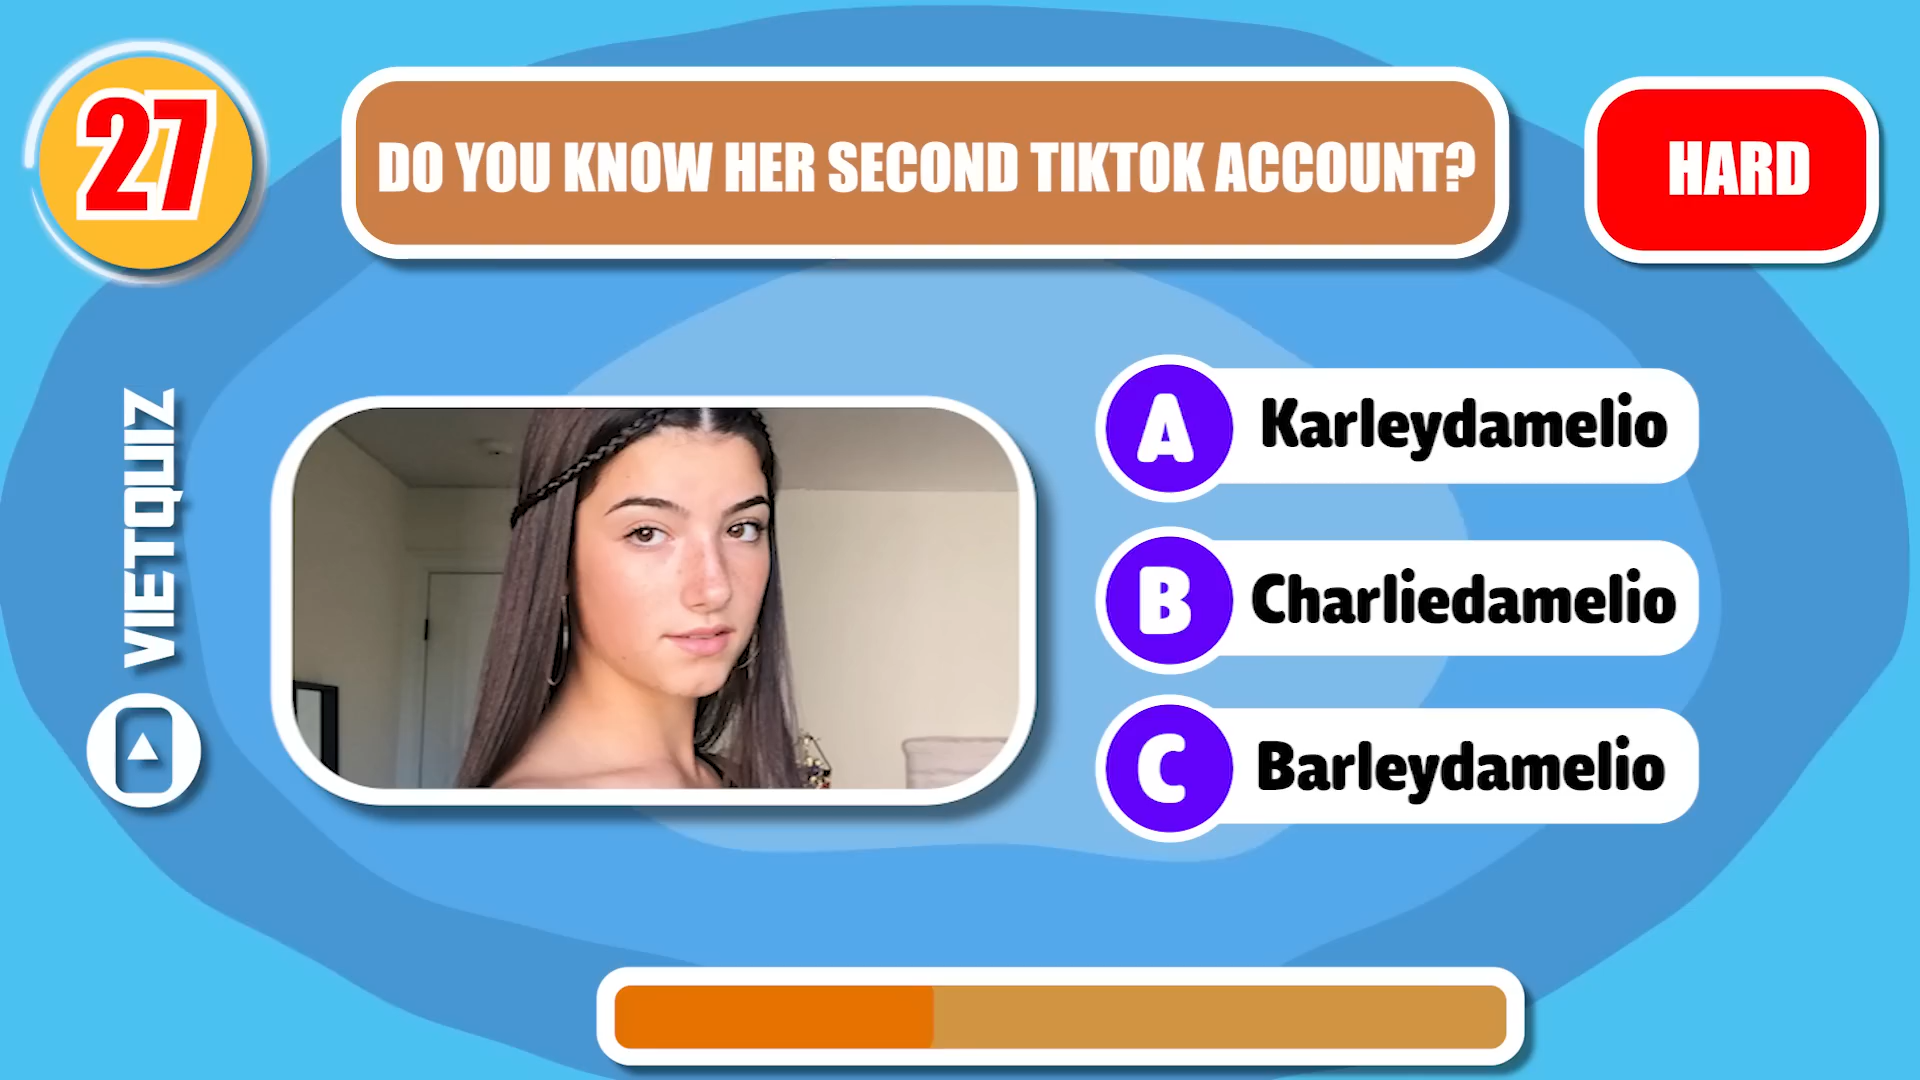 27
DO YOU KNOW HER SECOND TIKTOK ACCOUNT?
HARD
VIETQUIZ
A Karleydamelio
B Charliedamelio
C Barleydamelio